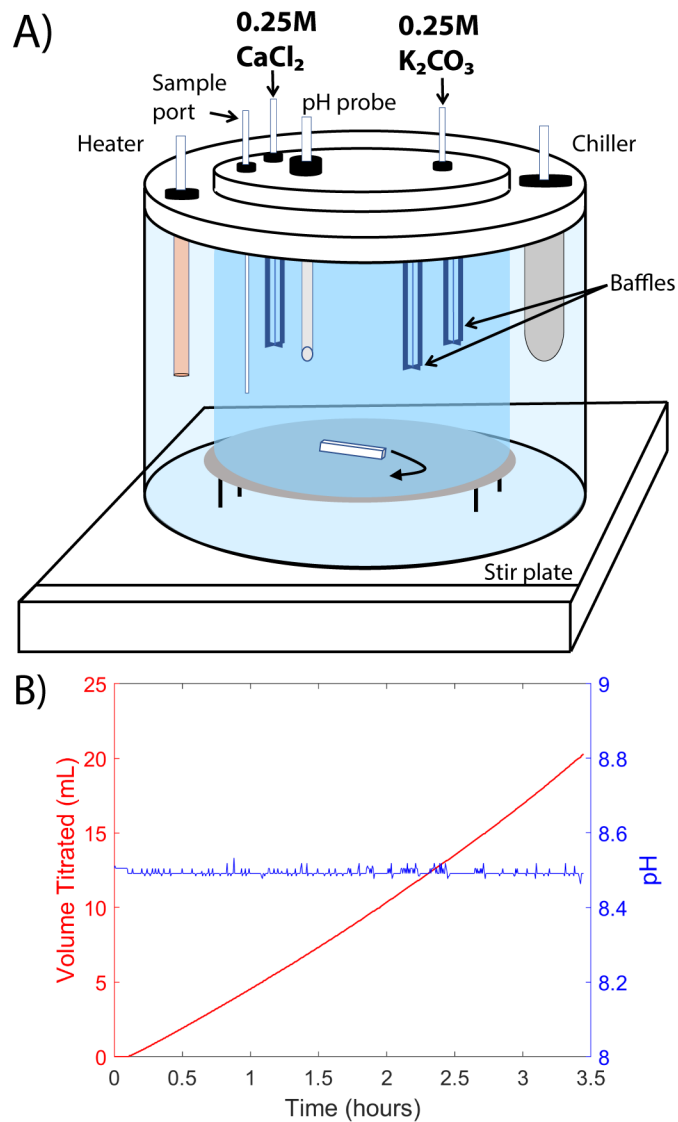 A)
0.25M
CaCl₂
0.25M
K₂CO₃
Sample
port
pH probe
Heater
Chiller
Baffles
Stir plate
B)
25
20
15
10
5
0
Volume Titrated (mL)
9
8.8
8.6
8.4
8.2
8
pH
0
0.5
1
1.5
2
2.5
3
3.5
Time (hours)